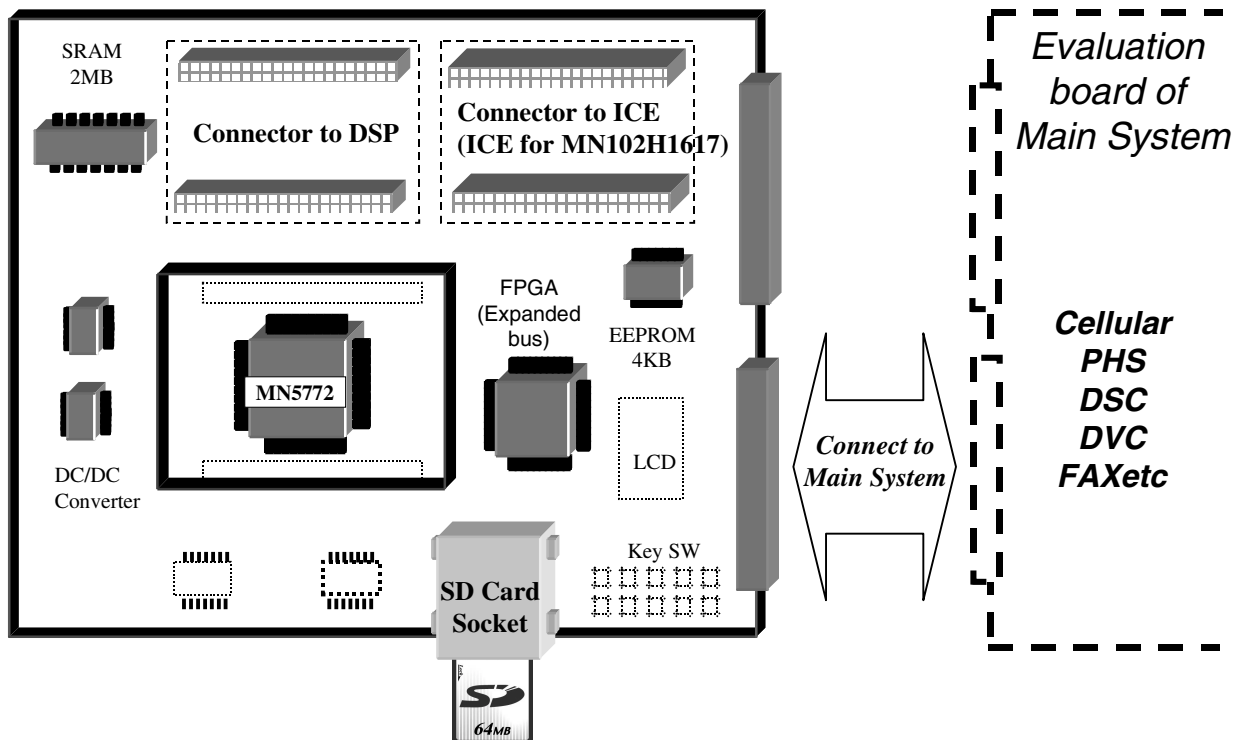 SRAM
2MB
Connector to DSP
Connector to ICE
(ICE for MN102H1617)
Evaluation
board of
Main System
FPGA
(Expanded
bus)
EEPROM
4KB
MN5772
LCD
DC/DC
Converter
Cellular
PHS
DSC
DVC
FAXetc
Connect to
Main System
Key SW
SD Card
Socket
SD
64MB